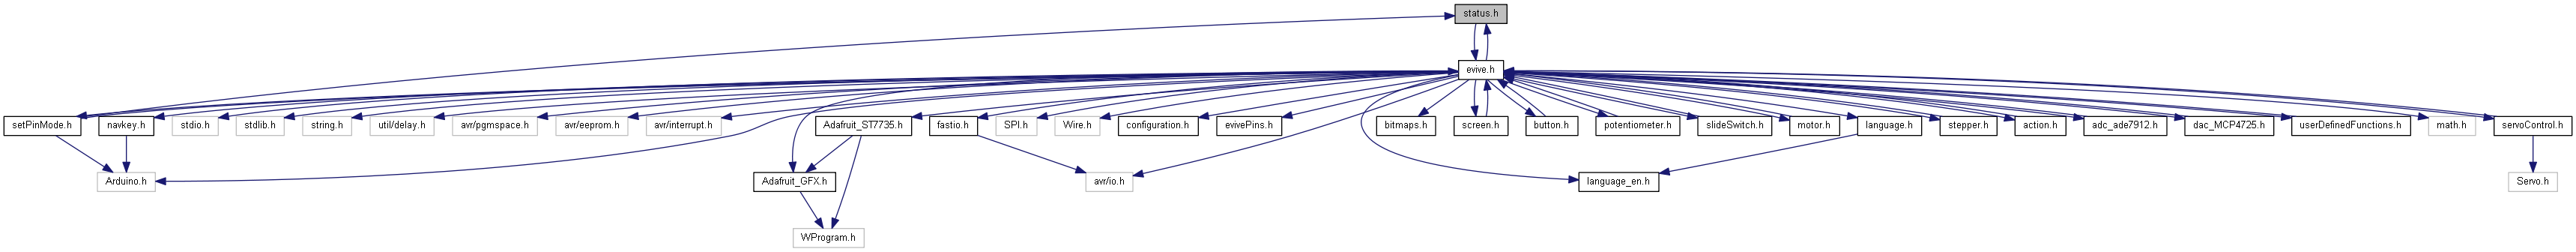 status.h
evive.h
setPinMode.h
navkey.h
stdio.h
stdlib.h
string.h
util/delay.h
avr/pgmspace.h
avr/eeprom.h
avr/interrupt.h
Adafruit_ST7735.h
fastio.h
SPI.h
Wire.h
configuration.h
evivePins.h
bitmaps.h
screen.h
button.h
potentiometer.h
slideSwitch.h
motor.h
language.h
stepper.h
action.h
adc_ade7912.h
dac_MCP4725.h
userDefinedFunctions.h
math.h
servoControl.h
Arduino.h
Adafruit_GFX.h
avr/io.h
language_en.h
Servo.h
WProgram.h